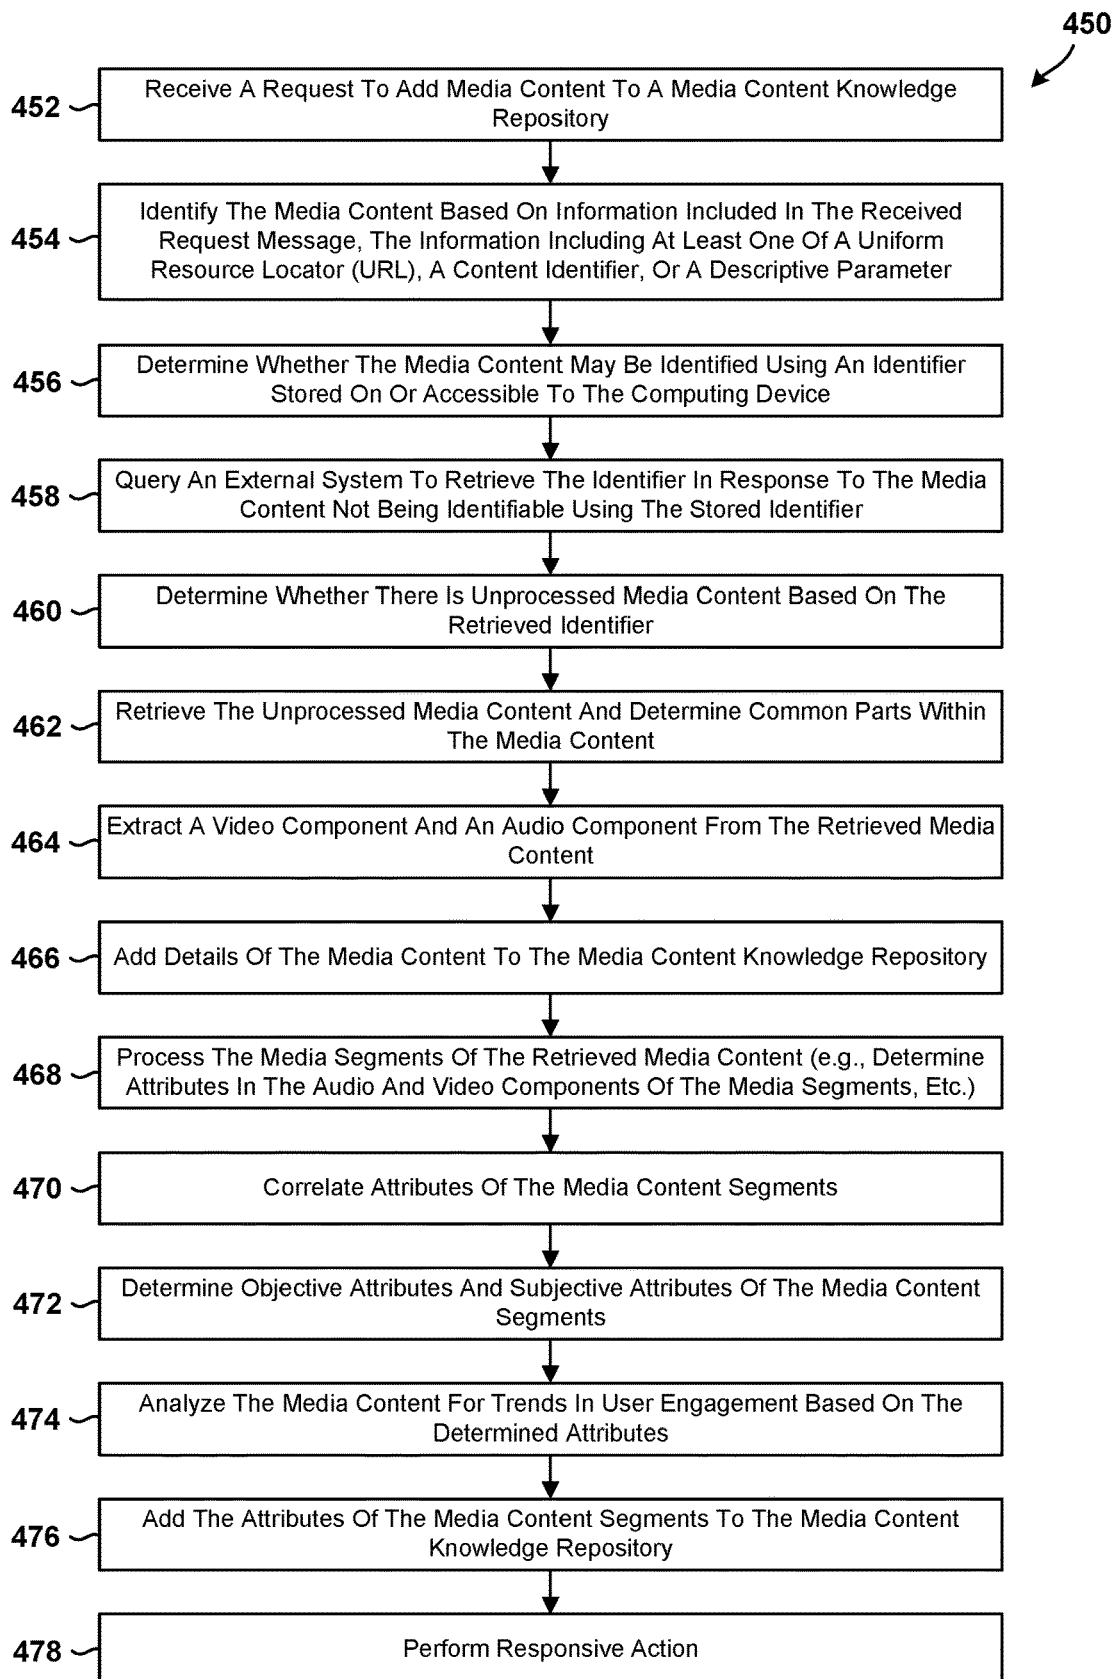 450
452
Receive A Request To Add Media Content To A Media Content Knowledge
Repository
454
Identify The Media Content Based On Information Included In The Received
Request Message, The Information Including At Least One Of A Uniform
Resource Locator (URL), A Content Identifier, Or A Descriptive Parameter
456
Determine Whether The Media Content May Be Identified Using An Identifier
Stored On Or Accessible To The Computing Device
458
Query An External System To Retrieve The Identifier In Response To The Media
Content Not Being Identifiable Using The Stored Identifier
460
Determine Whether There Is Unprocessed Media Content Based On The
Retrieved Identifier
462
Retrieve The Unprocessed Media Content And Determine Common Parts Within
The Media Content
464
Extract A Video Component And An Audio Component From The Retrieved Media
Content
466
Add Details Of The Media Content To The Media Content Knowledge Repository
468
Process The Media Segments Of The Retrieved Media Content (e.g., Determine
Attributes In The Audio And Video Components Of The Media Segments, Etc.)
470
Correlate Attributes Of The Media Content Segments
472
Determine Objective Attributes And Subjective Attributes Of The Media Content
Segments
474
Analyze The Media Content For Trends In User Engagement Based On The
Determined Attributes
476
Add The Attributes Of The Media Content Segments To The Media Content
Knowledge Repository
478
Perform Responsive Action